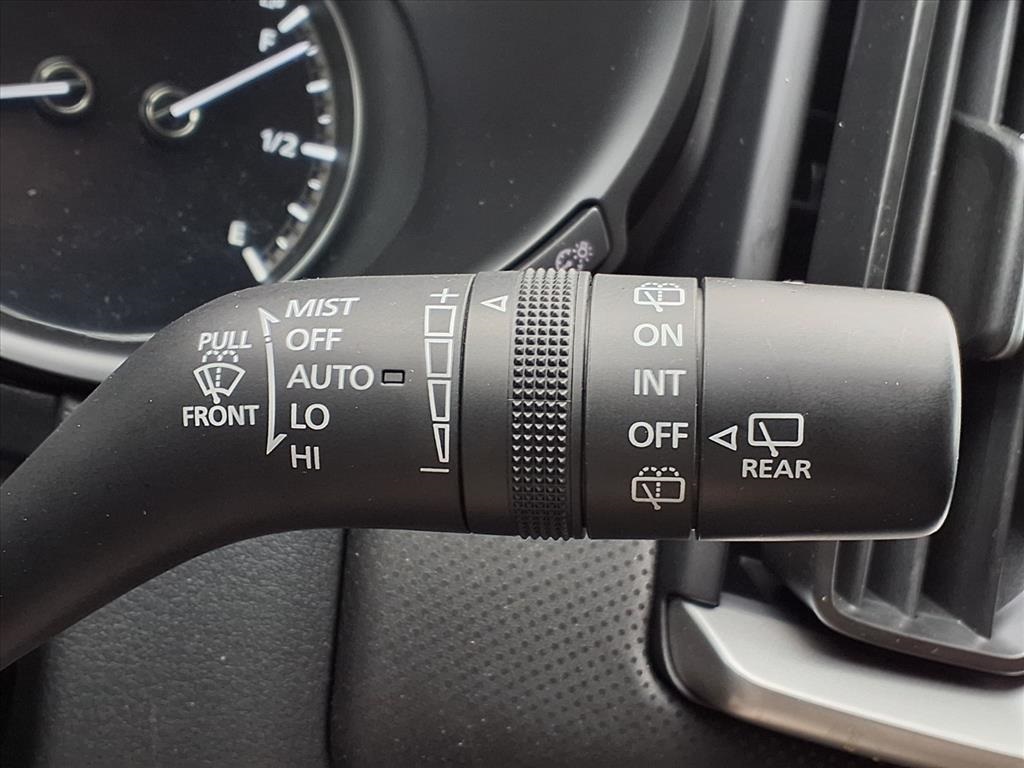 F
1/2
E
MIST
OFF
AUTO
LO
HI
PULL
FRONT
+
−
ON
INT
OFF
REAR